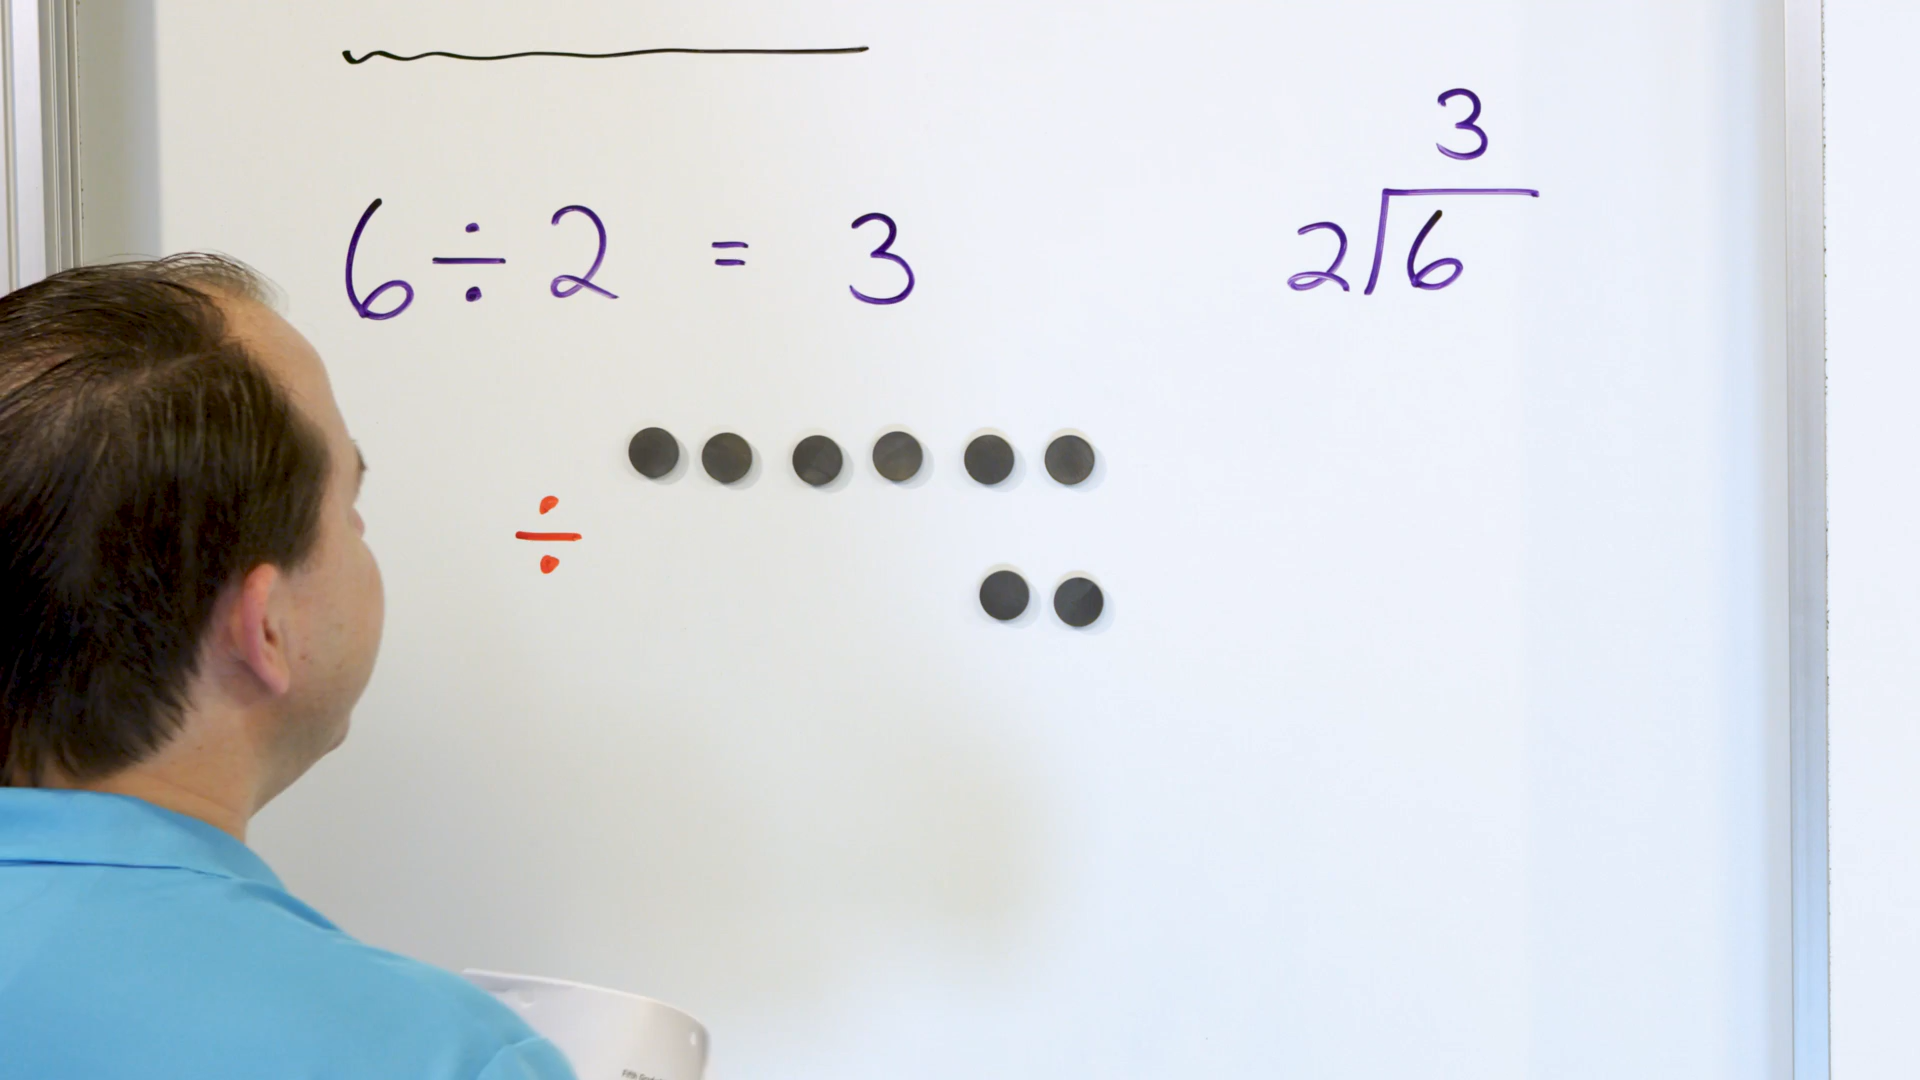 6 ÷ 2 = 3
3
2⟌6
÷